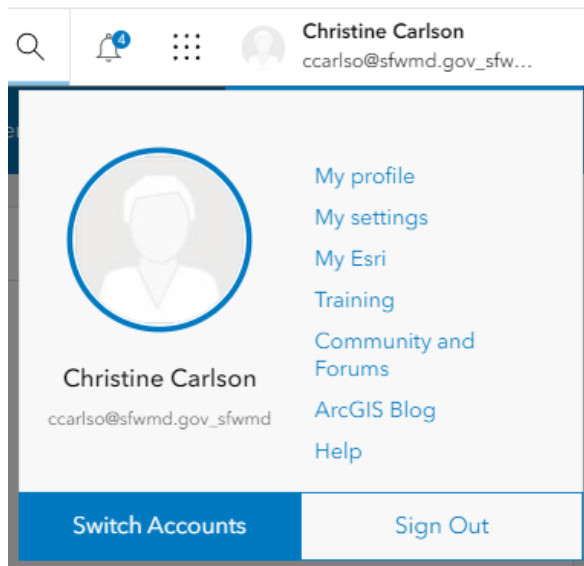 4
Christine Carlson
ccarlso@sfwmd.gov_sfw...
My profile
My settings
My Esri
Training
Community and
Forums
ArcGIS Blog
Help
Christine Carlson
ccarlso@sfwmd.gov_sfwmd
Switch Accounts
Sign Out